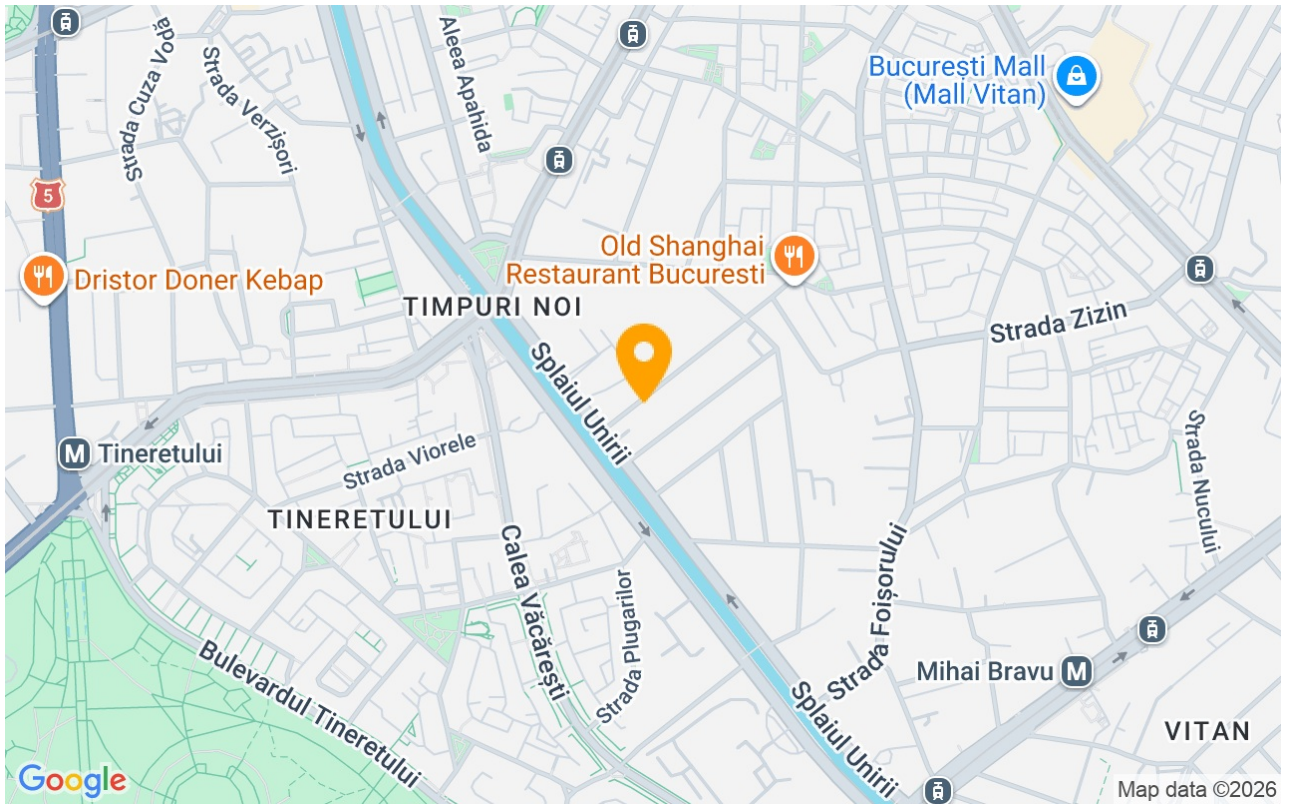 Strada Cuza Vodă
Strada Verzișori
Aleea Apahida
București Mall
(Mall Vitan)
5
Dristor Doner Kebap
Old Shanghai
Restaurant Bucuresti
TIMPURI NOI
Strada Zizin
Splaiul Unirii
M Tineretului
Strada Viorele
TINERETULUI
Strada Nucului
Calea Văcărești
Strada Plugarilor
Strada Foișorului
Mihai Bravu M
Bulevardul Tineretului
Splaiul Unirii
VITAN
Google
Map data ©2026